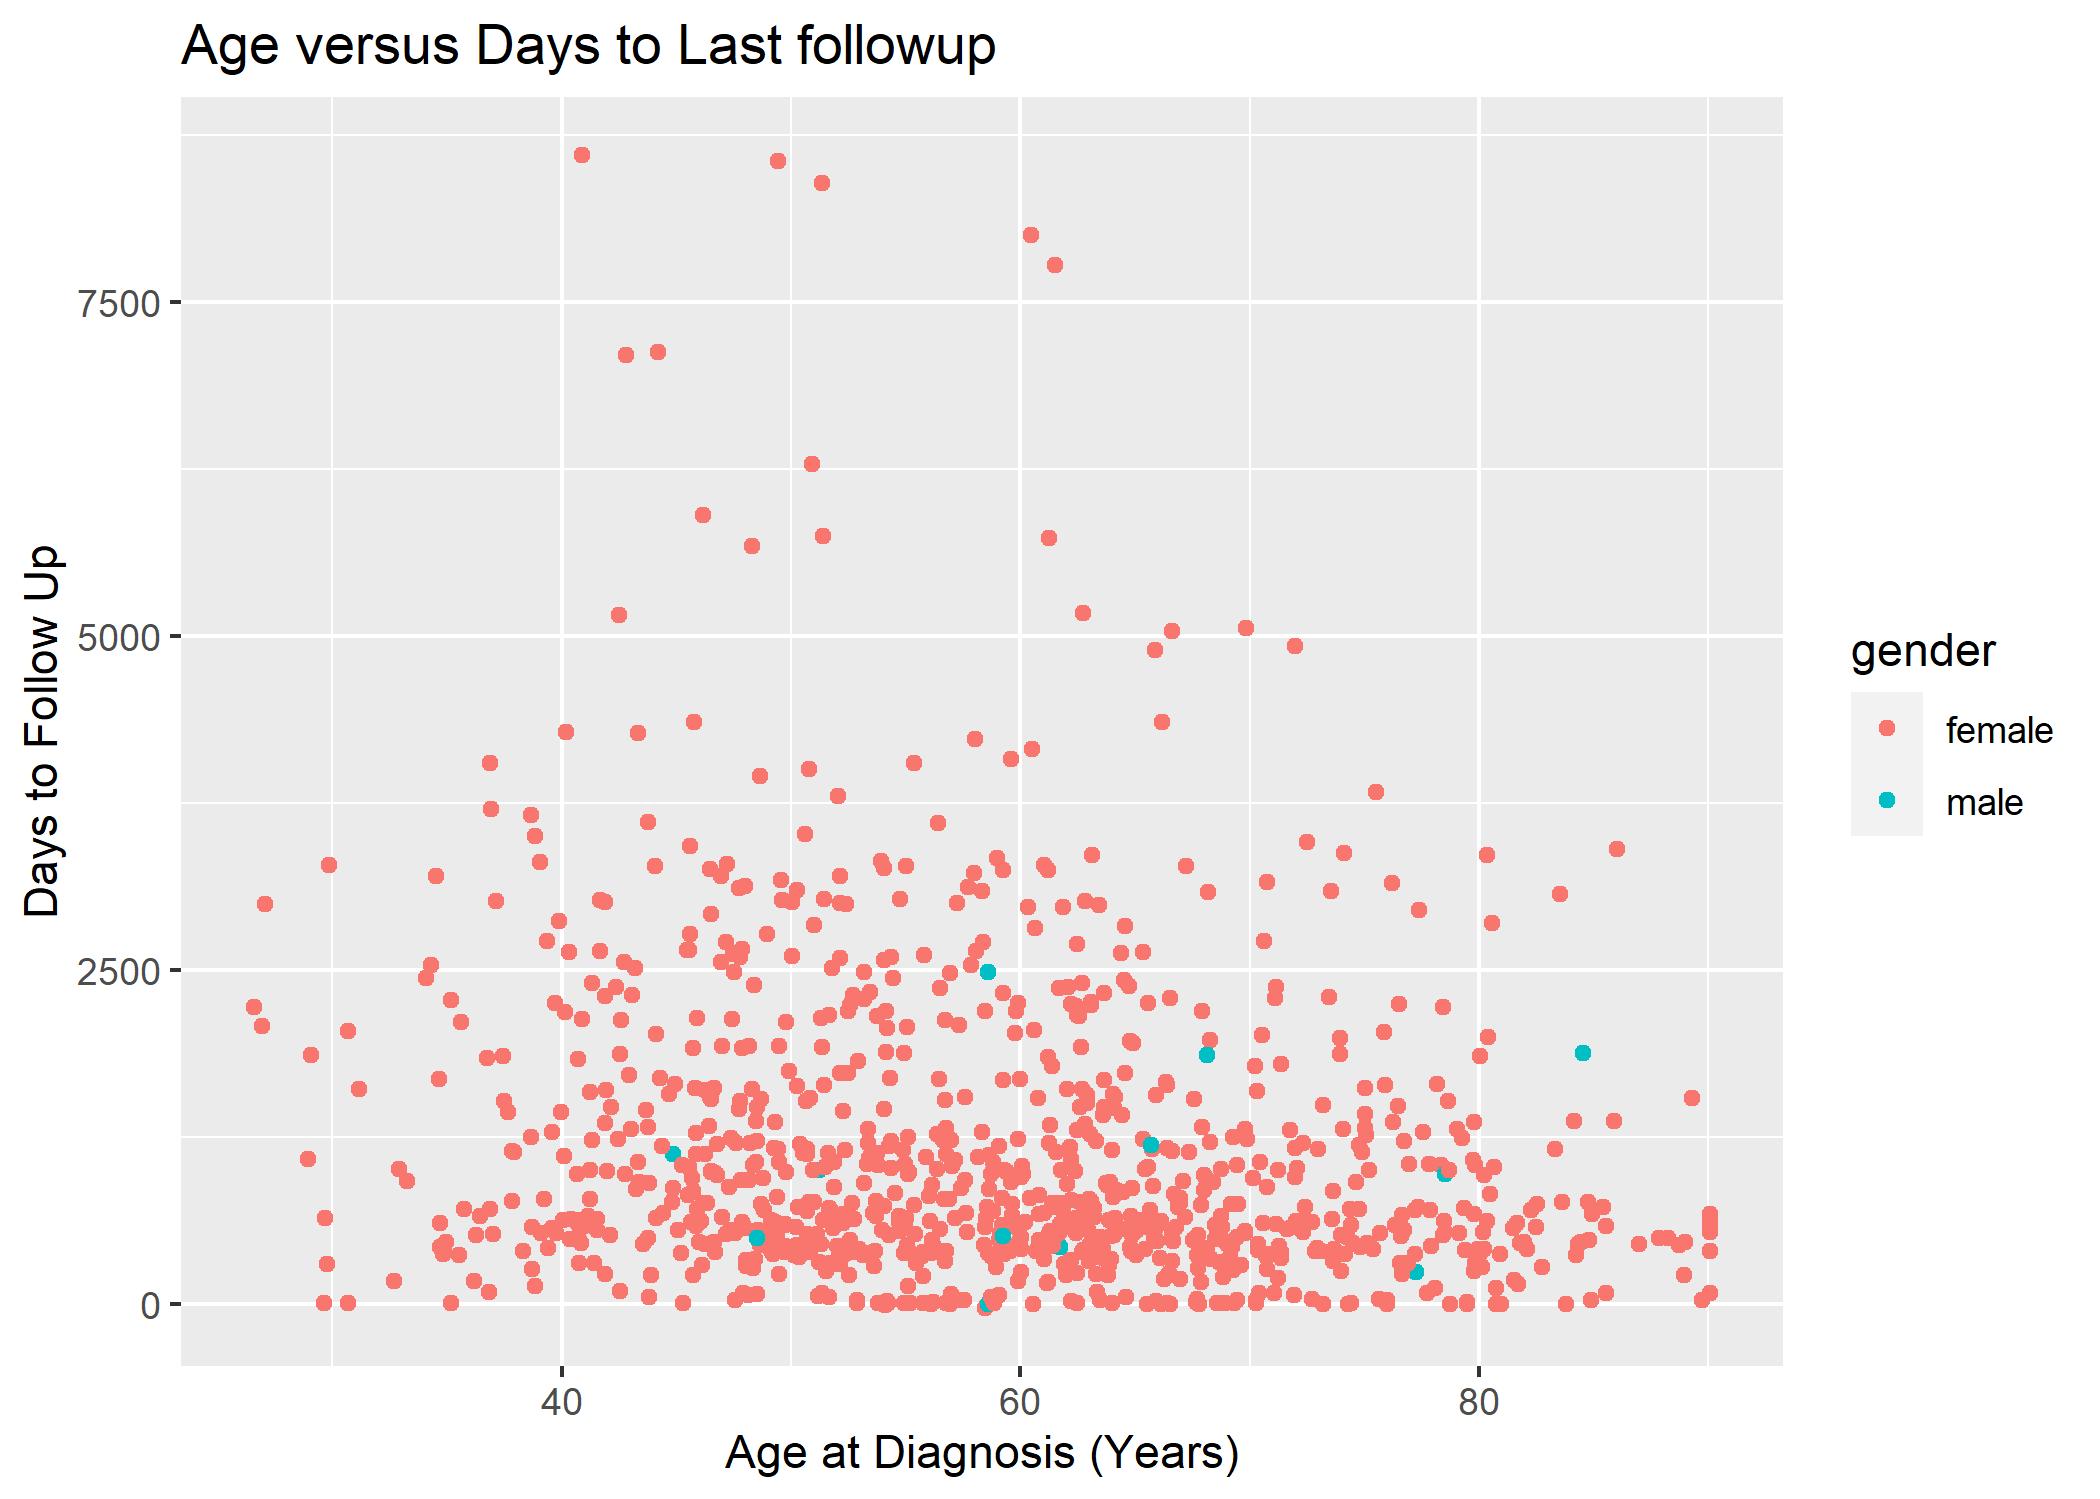 Age versus Days to Last followup
Days to Follow Up
7500
5000
2500
0
40 60 80
Age at Diagnosis (Years)
gender
female
male